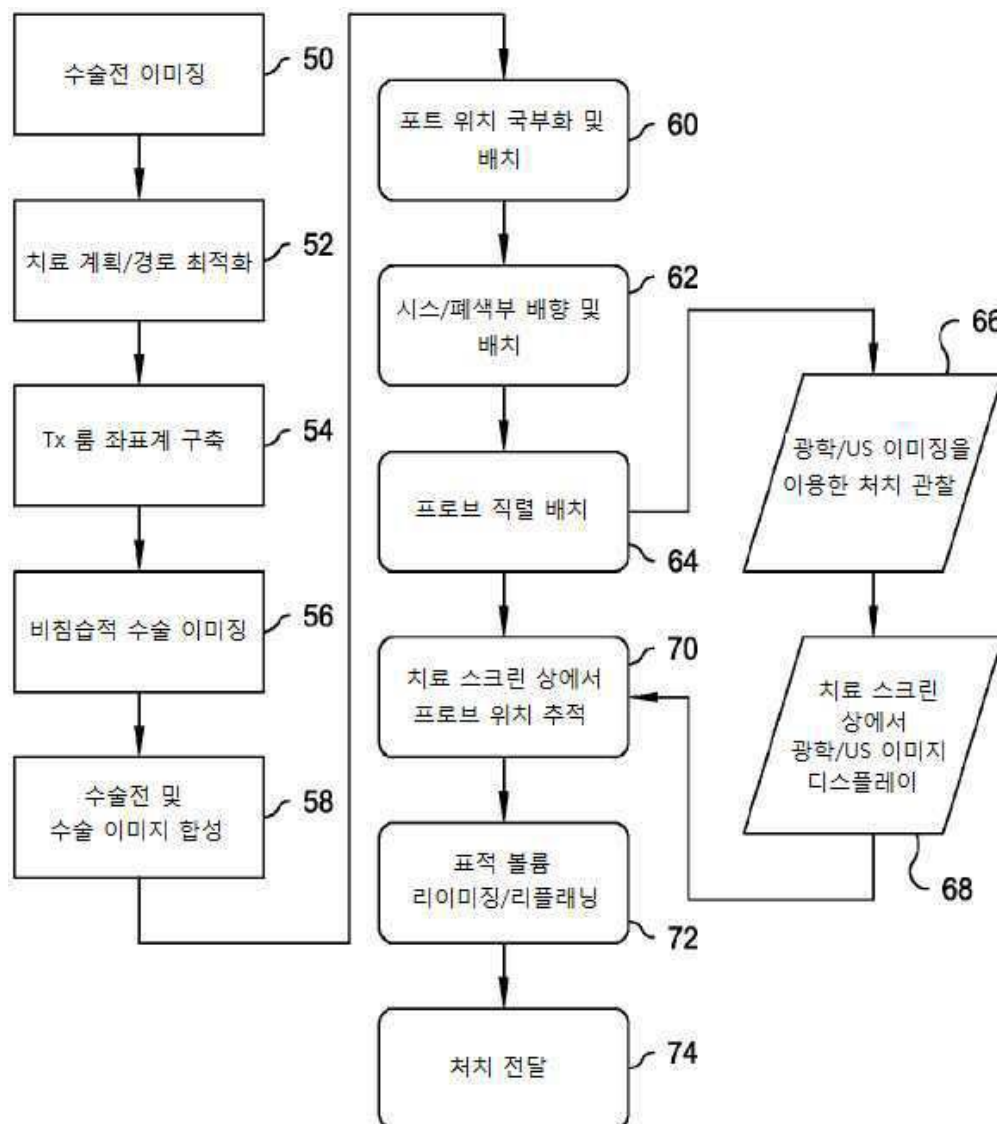 수술전 이미징
50
치료 계획/경로 최적화
52
Tx 룸 좌표계 구축
54
비침습적 수술 이미징
56
수술전 및
수술 이미지 합성
58
포트 위치 국부화 및
배치
60
시스/폐색부 배향 및
배치
62
프로브 직렬 배치
64
광학/US 이미징을
이용한 처치 관찰
66
치료 스크린
상에서
광학/US 이미지
디스플레이
68
치료 스크린 상에서
프로브 위치 추적
70
표적 볼륨
리이미징/리플래닝
72
처치 전달
74